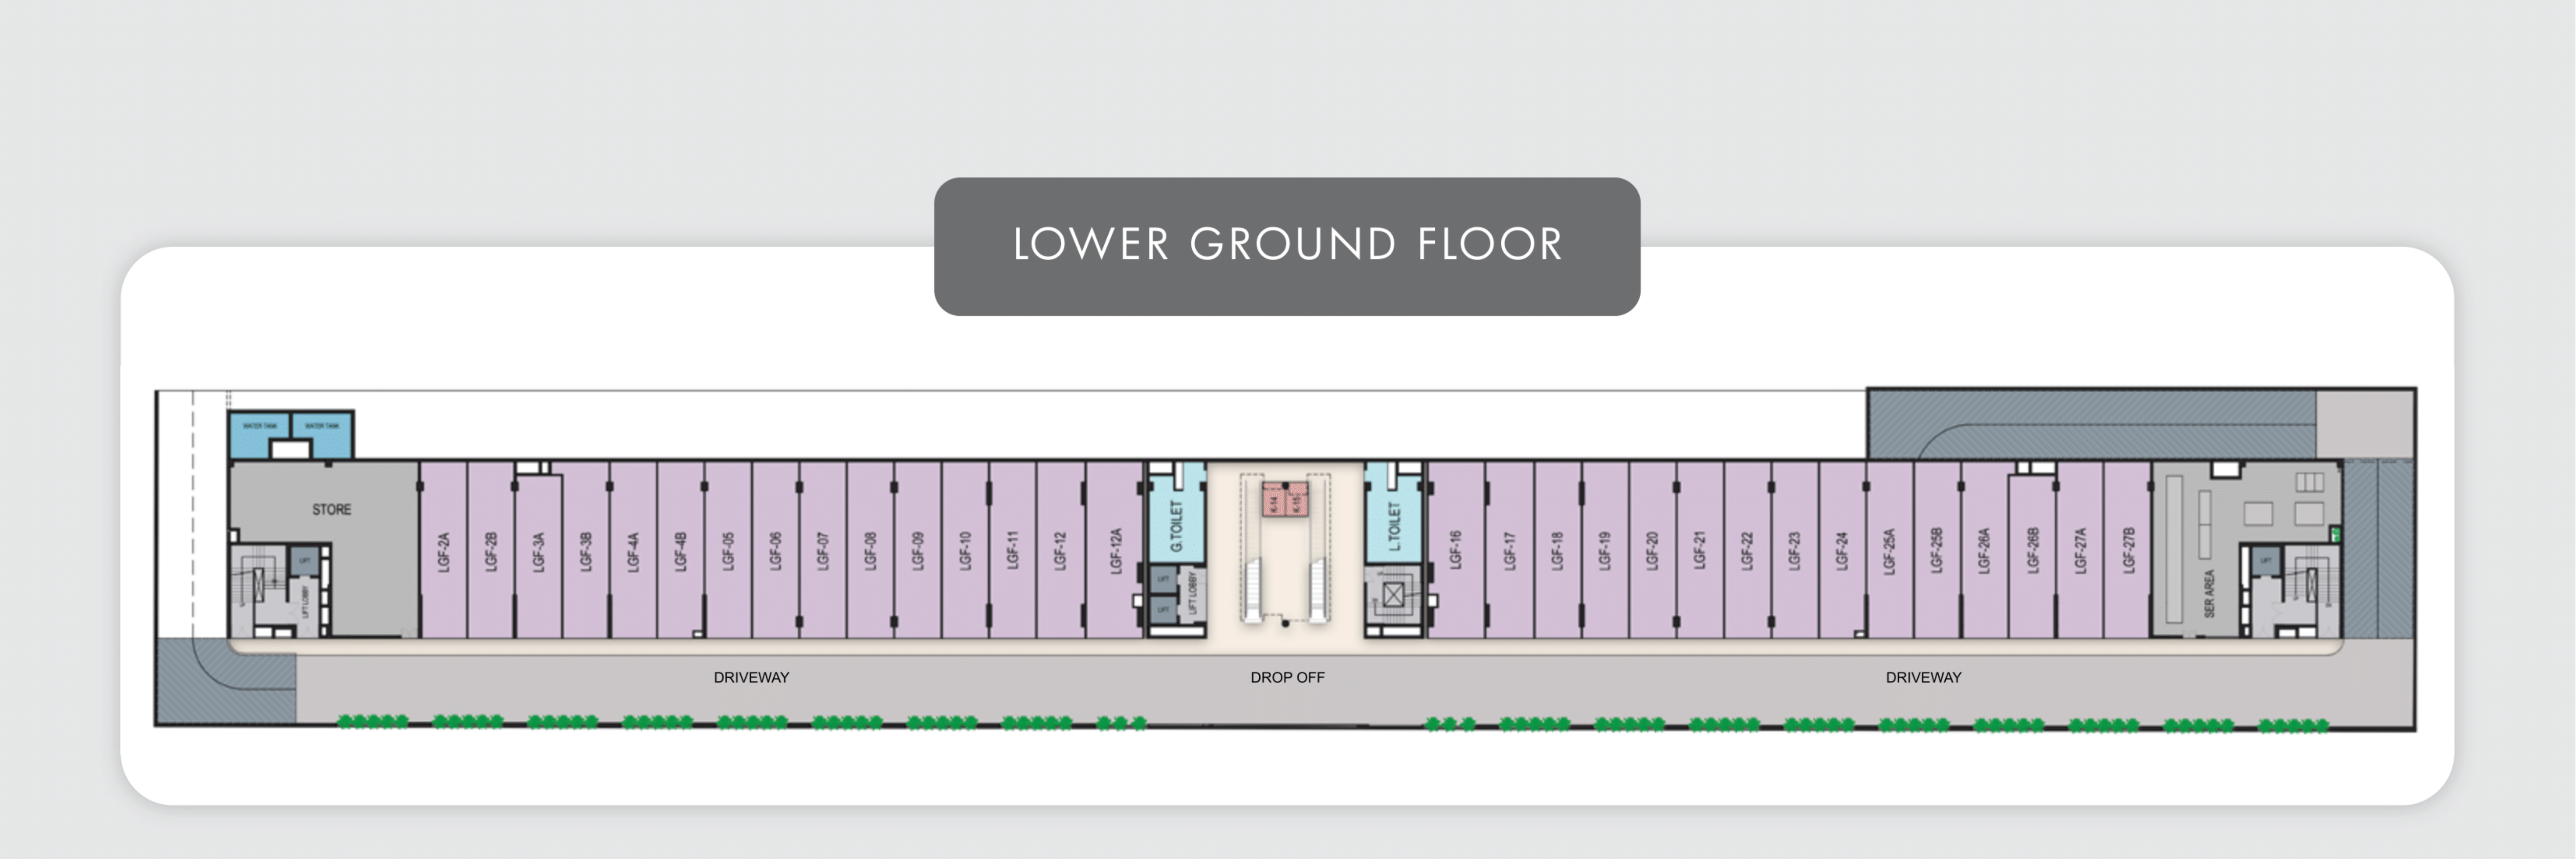 LOWER GROUND FLOOR
WATER TANK
WATER TANK
STORE
LIFT
LIFT LOBBY
LGF-2A
LGF-2B
LGF-3A
LGF-3B
LGF-4A
LGF-4B
LGF-05
LGF-06
LGF-07
LGF-08
LGF-09
LGF-10
LGF-11
LGF-12
LGF-12A
G.TOILET
LIFT
LIFT
LIFT LOBBY
K-14
K-15
L.TOILET
LGF-16
LGF-17
LGF-18
LGF-19
LGF-20
LGF-21
LGF-22
LGF-23
LGF-24
LGF-25A
LGF-25B
LGF-26A
LGF-26B
LGF-27A
LGF-27B
SER AREA
LIFT
DRIVEWAY
DROP OFF
DRIVEWAY